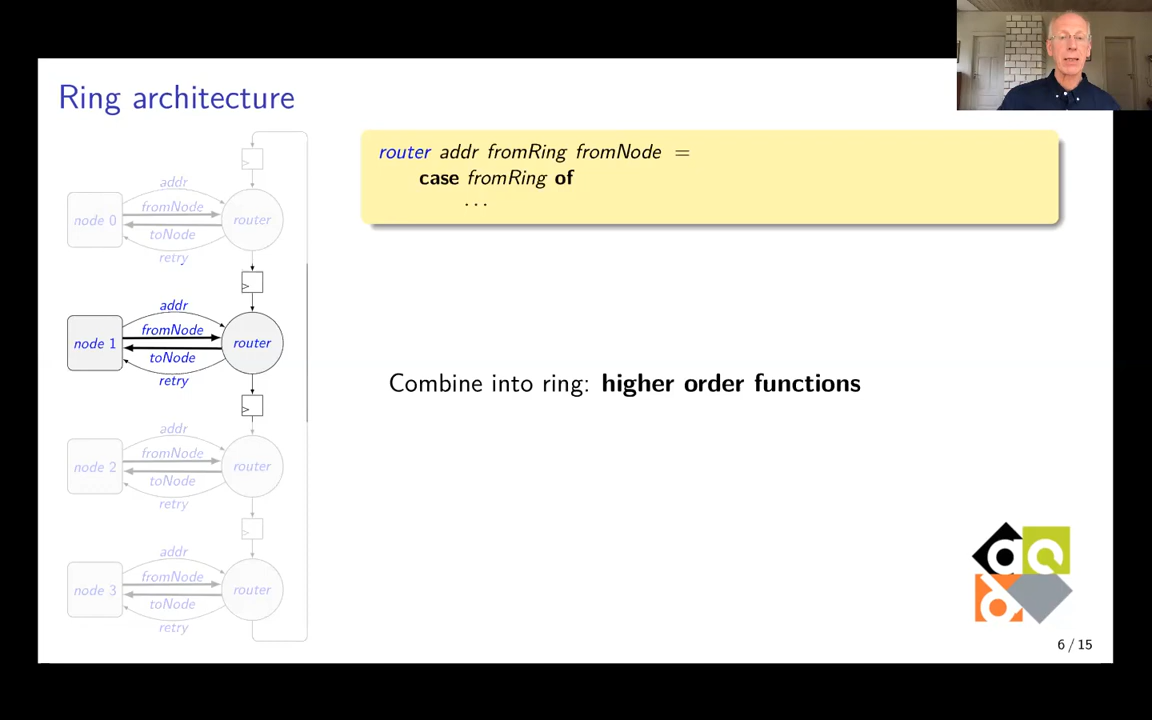 Ring architecture
router addr fromRing fromNode =
case fromRing of
...
addr
fromNode
node 0
router
toNode
retry
>
>
addr
fromNode
node 1
router
toNode
retry
>
addr
fromNode
node 2
router
toNode
retry
>
addr
fromNode
node 3
router
toNode
retry
Combine into ring: higher order functions
6 / 15